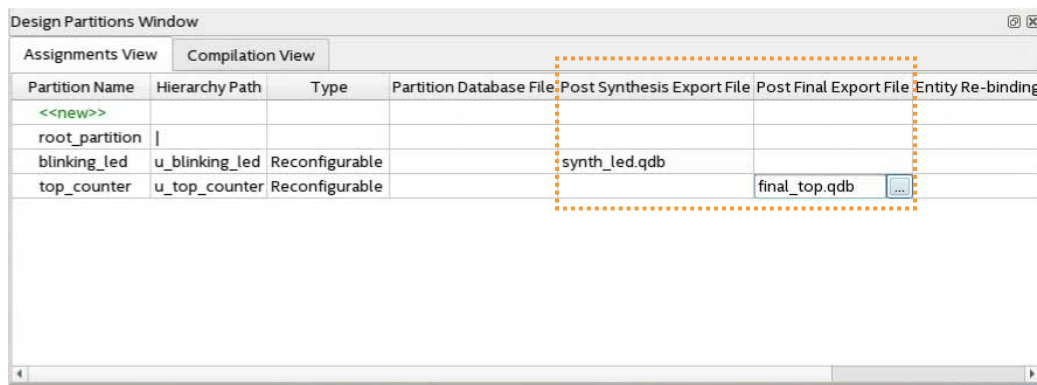 Design Partitions Window
Assignments View Compilation View
Partition Name Hierarchy Path Type Partition Database File Post Synthesis Export File Post Final Export File Entity Re-binding
<<new>>
root_partition |
blinking_led u_blinking_led Reconfigurable synth_led.qdb
top_counter u_top_counter Reconfigurable final_top.qdb ...